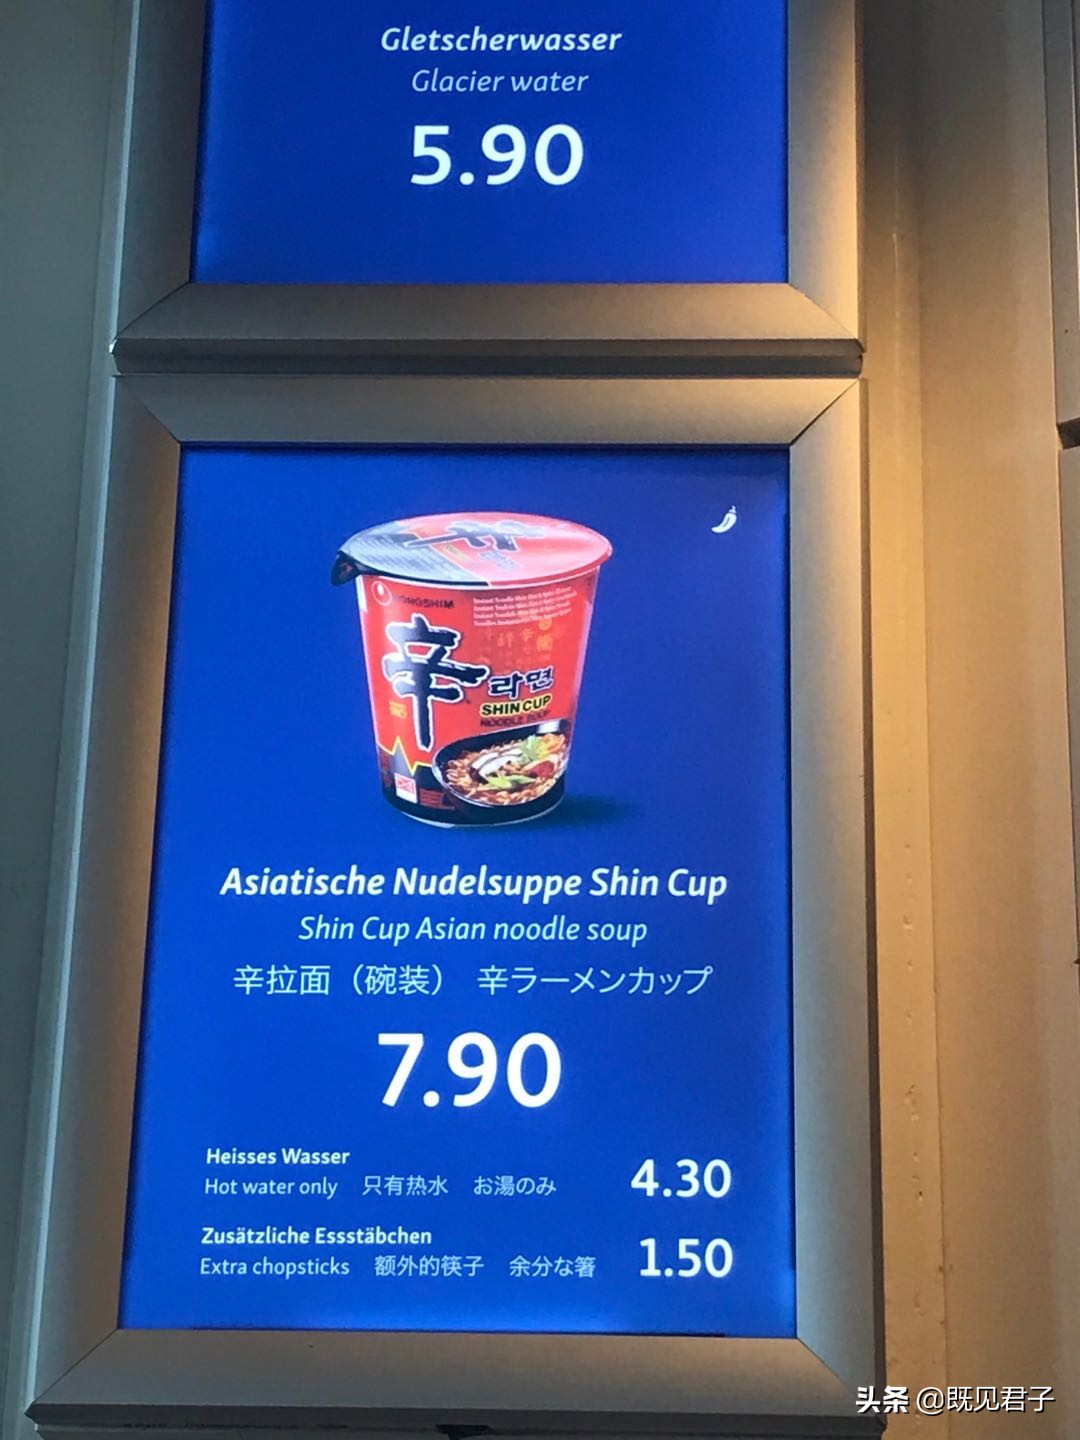 Gletscherwasser
Glacier water
5.90
NONGSHIM
辛
라면
SHIN CUP
NOODLE SOUP
Asiatische Nudelsuppe Shin Cup
Shin Cup Asian noodle soup
辛拉面（碗装） 辛ラーメンカップ
7.90
Heisses Wasser
Hot water only 只有热水 お湯のみ 4.30
Zusätzliche Essstäbchen
Extra chopsticks 额外的筷子 余分な箸 1.50
头条 @既见君子